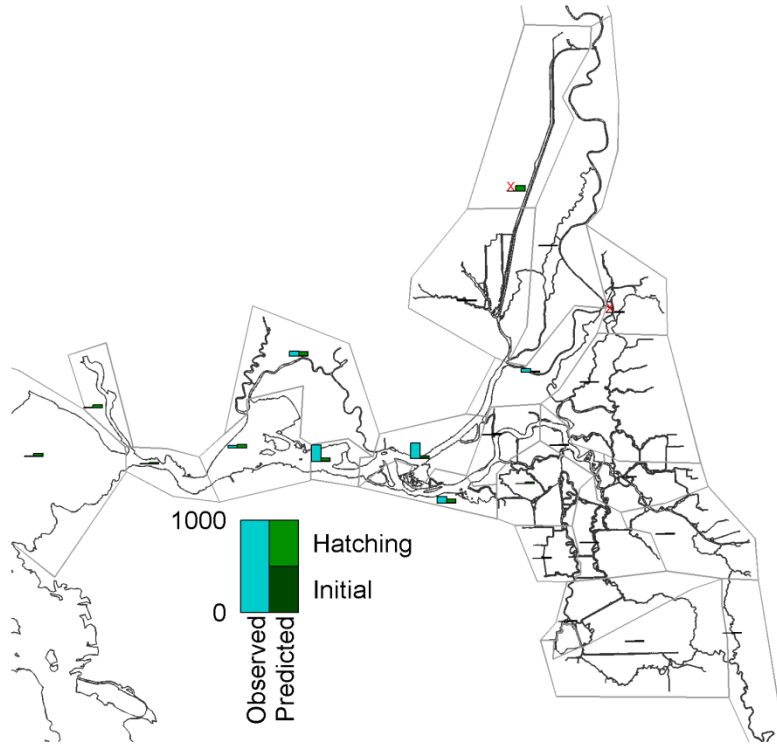 X
X
1000
Hatching
Initial
0
Observed
Predicted